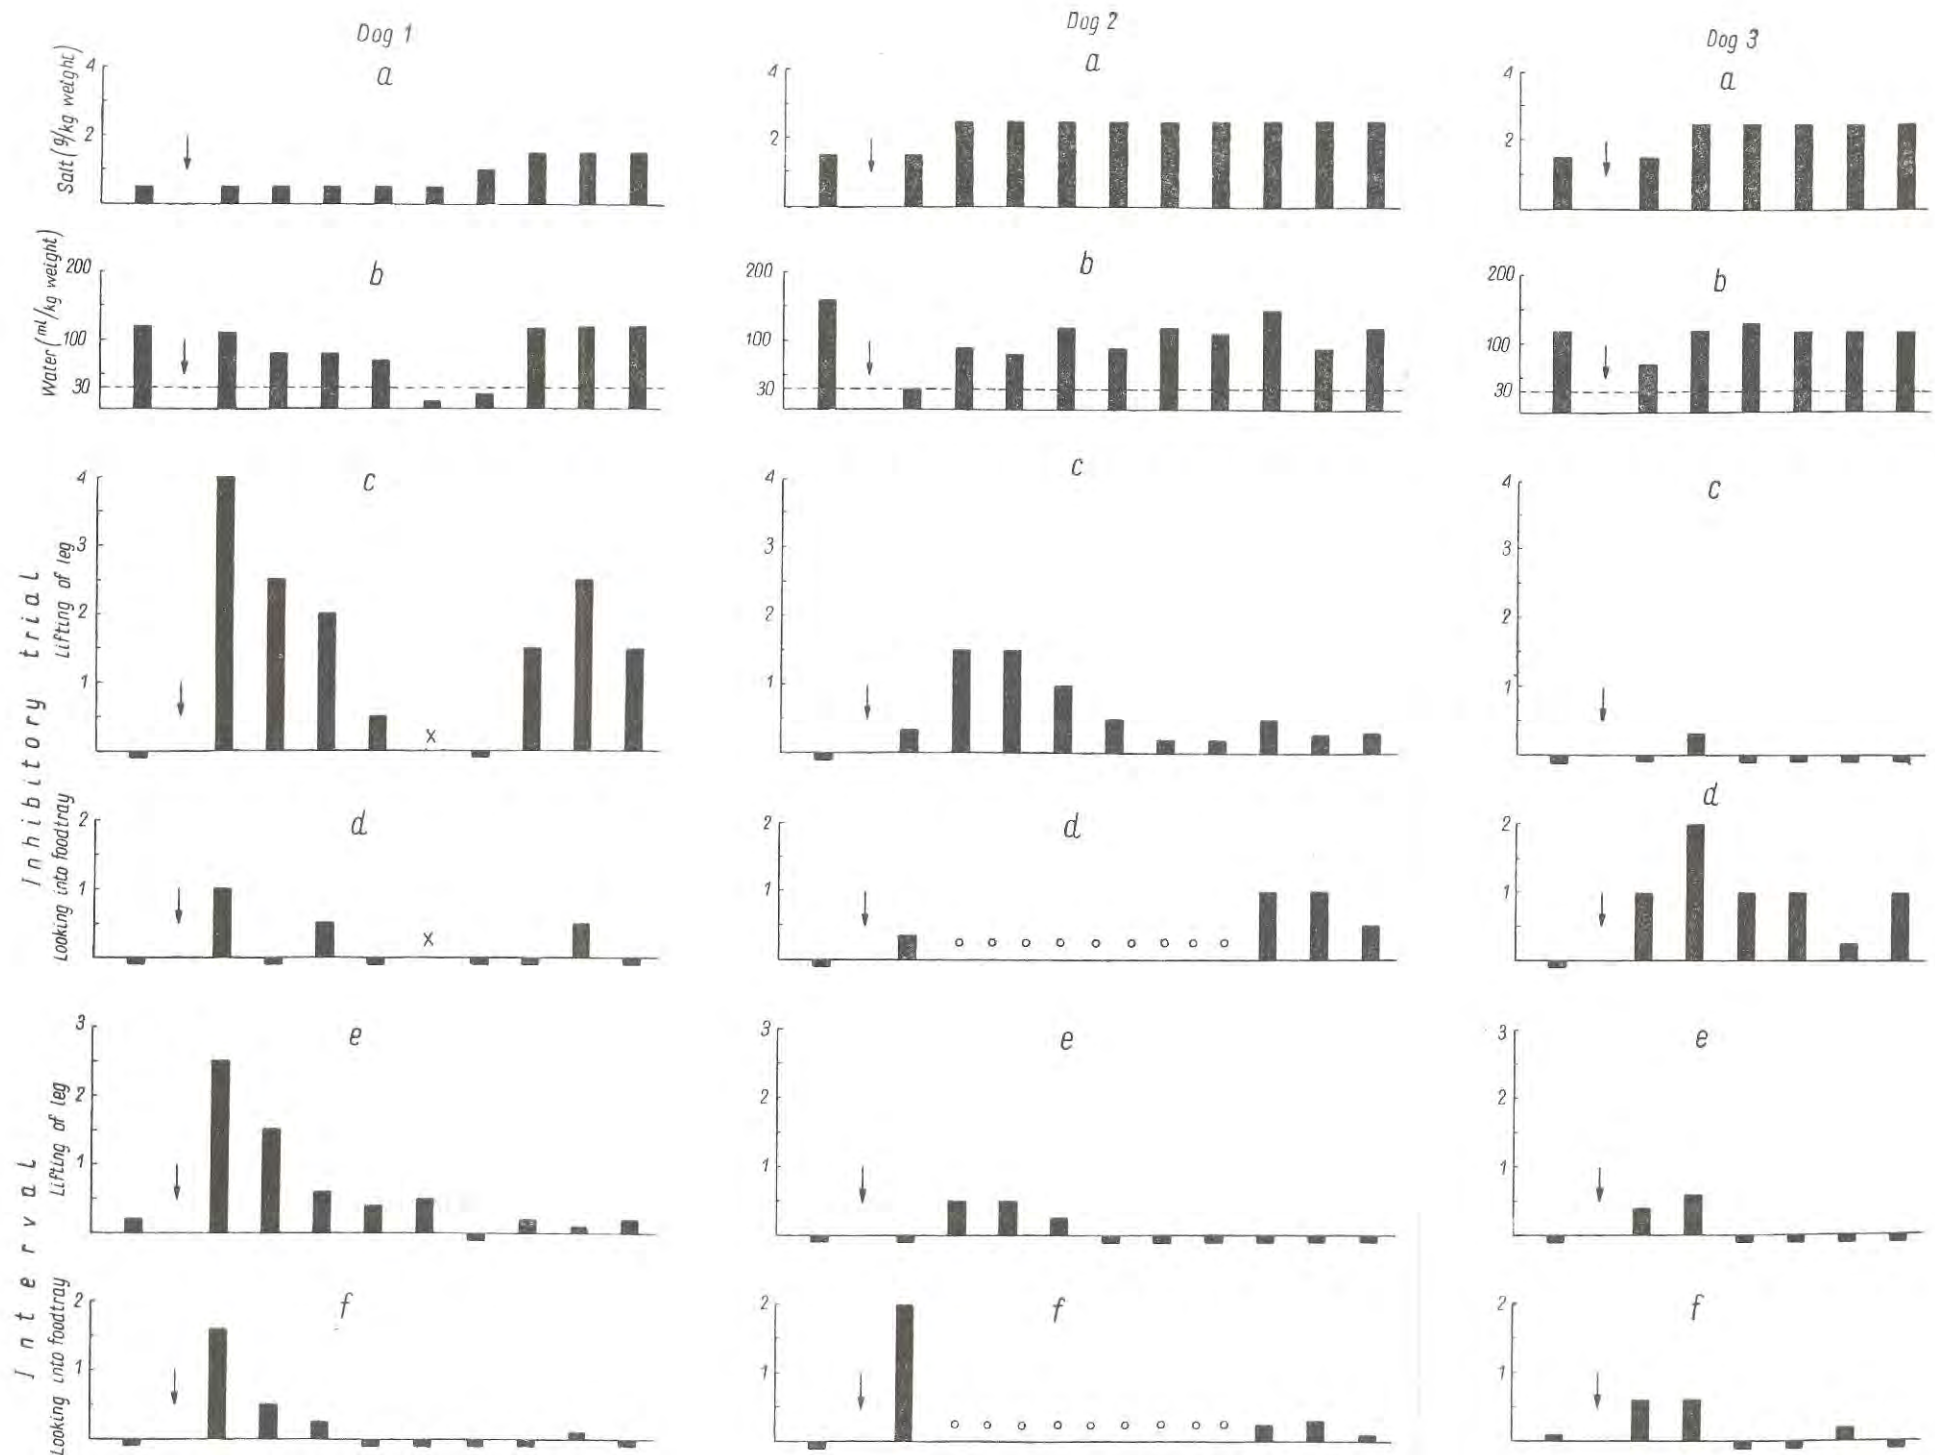 Dog 1
Dog 2
Dog 3
a
a
a
Salt (g/kg weight)
4
2
4
2
4
2
b
b
b
Water (ml/kg weight)
200
100
30
200
100
30
200
100
30
c
c
c
Inhibitory trial
Lifting of leg
4
3
2
1
x
4
3
2
1
4
3
2
1
d
d
d
Looking into foodtray
2
1
x
2
1
2
1
e
e
e
Interval
Lifting of leg
3
2
1
3
2
1
3
2
1
f
f
f
Looking into foodtray
2
1
2
1
2
1